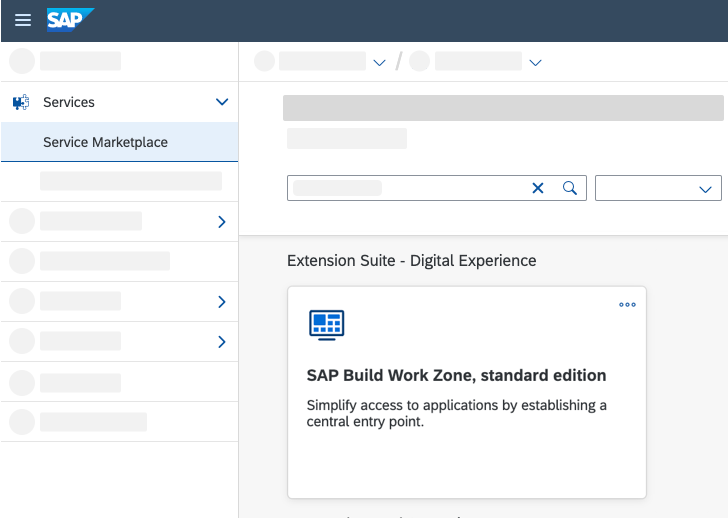 SAP
Services
Service Marketplace
Extension Suite - Digital Experience
SAP Build Work Zone, standard edition
Simplify access to applications by establishing a
central entry point.